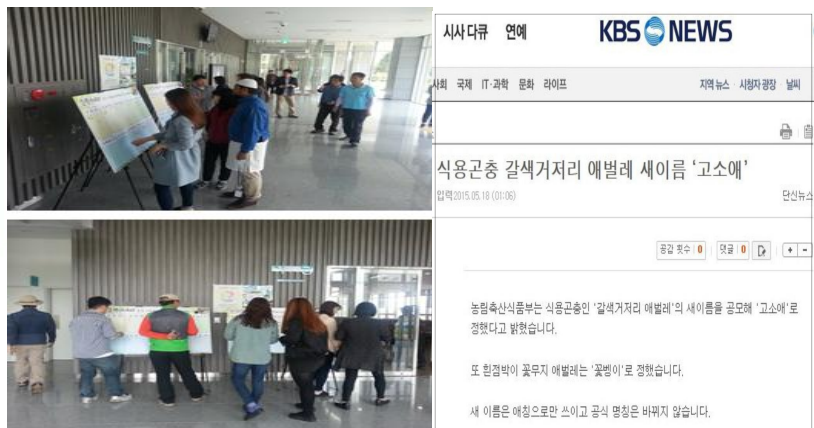 시사다큐 연예
KBS NEWS
사회 국제 IT·과학 문화 라이프
지역뉴스 시청자광장 날씨
식용곤충 갈색거저리 애벌레 새이름 ‘고소애’
입력2015.05.18 (01:06)
단신뉴스
공감 횟수 0 댓글 0 + -
농림축산식품부는 식용곤충인 '갈색거저리 애벌레'의 새이름을 공모해 '고소애'로
정했다고 밝혔습니다.
또 흰점박이 꽃무지 애벌레는 '꽃벵이'로 정했습니다.
새 이름은 애칭으로만 쓰이고 공식 명칭은 바뀌지 않습니다.